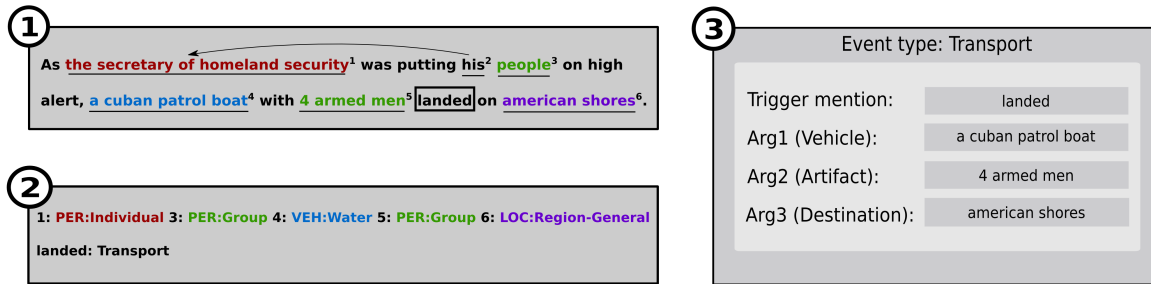 1
As the secretary of homeland security1 was putting his2 people3 on high
alert, a cuban patrol boat4 with 4 armed men5 landed on american shores6.
2
1: PER:Individual 3: PER:Group 4: VEH:Water 5: PER:Group 6: LOC:Region-General
landed: Transport
3
Event type: Transport
Trigger mention: landed
Arg1 (Vehicle): a cuban patrol boat
Arg2 (Artifact): 4 armed men
Arg3 (Destination): american shores